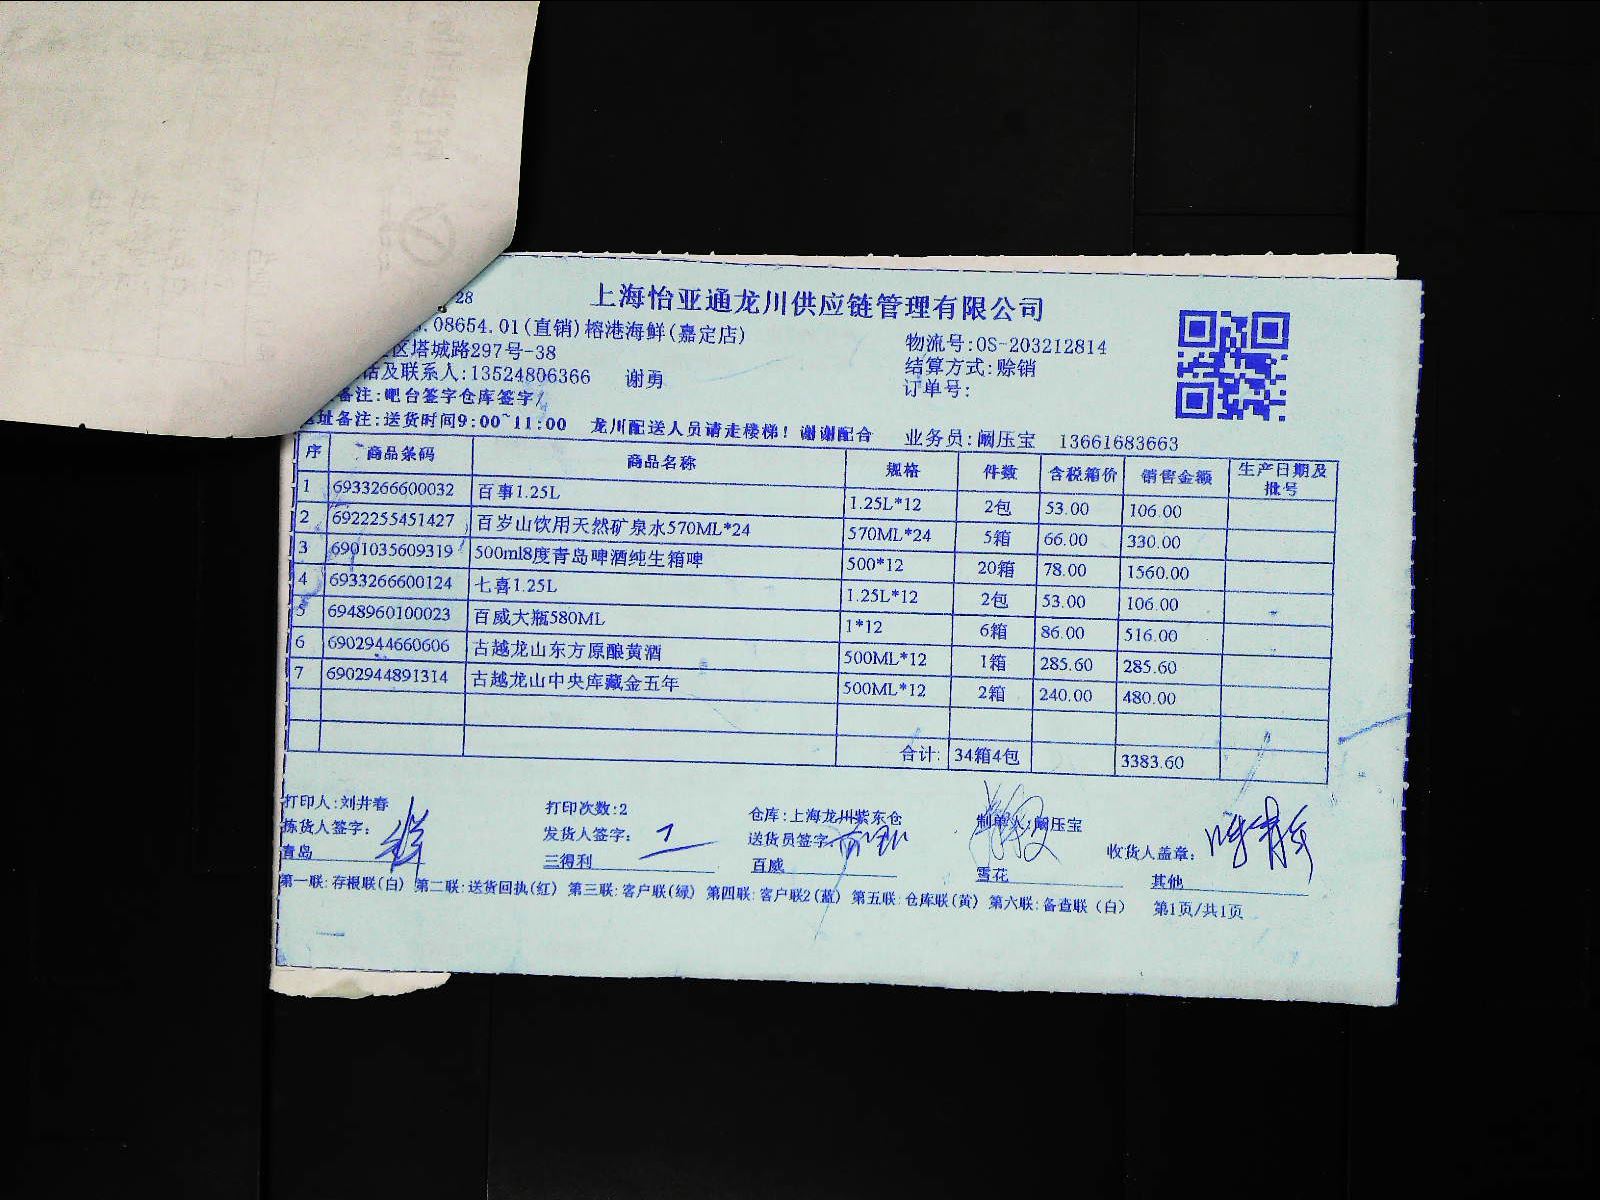 28
上海怡亚通龙川供应链管理有限公司
.08654.01(直销)榕港海鲜(嘉定店)
物流号:OS-203212814
区塔城路297号-38
结算方式:赊销
话及联系人:13524806366 谢勇
订单号:
备注:吧台签字仓库签字
址备注:送货时间9:00~11:00 龙川配送人员请走楼梯!谢谢配合 业务员:阚压宝 13661683663
序 商品条码 商品名称 规格 件数 含税箱价 销售金额 生产日期及批号
1 6933266600032 百事1.25L 1.25L*12 2包 53.00 106.00
2 6922255451427 百岁山饮用天然矿泉水570ML*24 570ML*24 5箱 66.00 330.00
3 6901035609319 500ml8度青岛啤酒纯生箱啤 500*12 20箱 78.00 1560.00
4 6933266600124 七喜1.25L 1.25L*12 2包 53.00 106.00
5 6948960100023 百威大瓶580ML 1*12 6箱 86.00 516.00
6 6902944660606 古越龙山东方原酿黄酒 500ML*12 1箱 285.60 285.60
7 6902944891314 古越龙山中央库藏金五年 500ML*12 2箱 240.00 480.00
合计: 34箱4包 3383.60
打印人:刘井春 打印次数:2 仓库:上海龙川紫东仓 制单人:阚压宝
拣货人签字: 发货人签字: 送货员签字: 收货人盖章:
青岛 三得利 百威 雪花 其他
第一联:存根联(白) 第二联:送货回执(红) 第三联:客户联(绿) 第四联:客户联2(蓝) 第五联:仓库联(黄) 第六联:备查联(白) 第1页/共1页